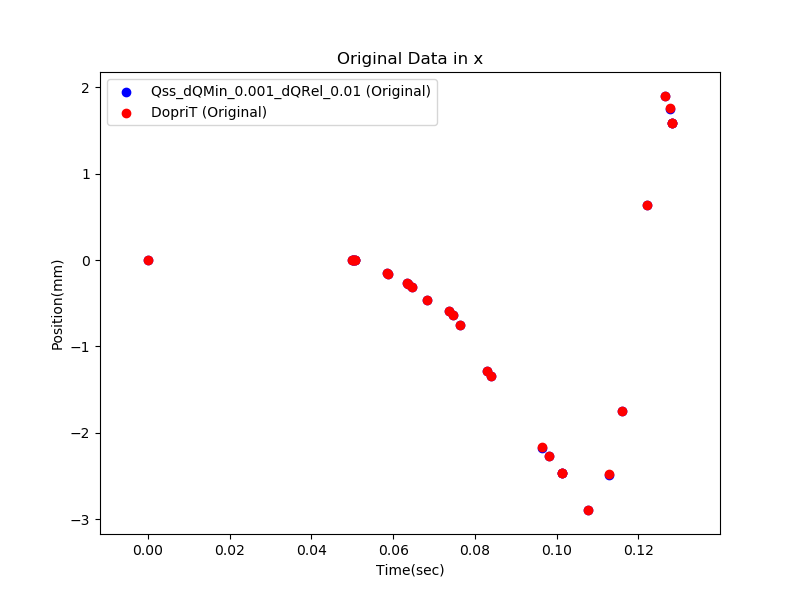 Original Data in x
Qss_dQMin_0.001_dQRel_0.01 (Original)
DopriT (Original)
2
1
0
−1
−2
−3
Position(mm)
0.00 0.02 0.04 0.06 0.08 0.10 0.12
Time(sec)